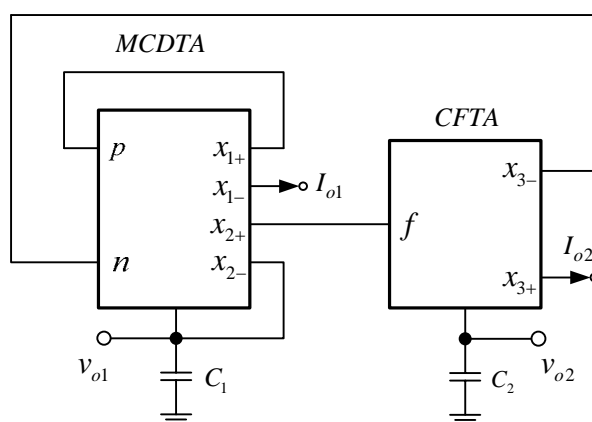 MCDTA
CFTA
p
n
x1+
x1-
x2+
x2-
Io1
f
x3-
x3+
Io2
vo1
C1
C2
vo2